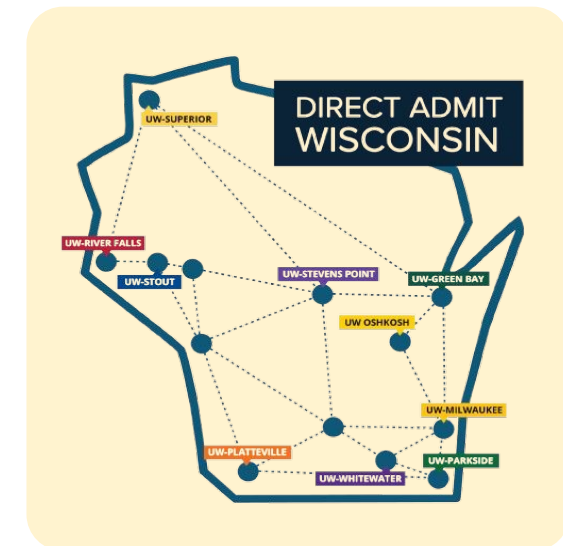 DIRECT ADMIT
WISCONSIN
UW-SUPERIOR
UW-RIVER FALLS
UW-STOUT
UW-STEVENS POINT
UW-GREEN BAY
UW OSHKOSH
UW-MILWAUKEE
UW-PLATTEVILLE
UW-PARKSIDE
UW-WHITEWATER